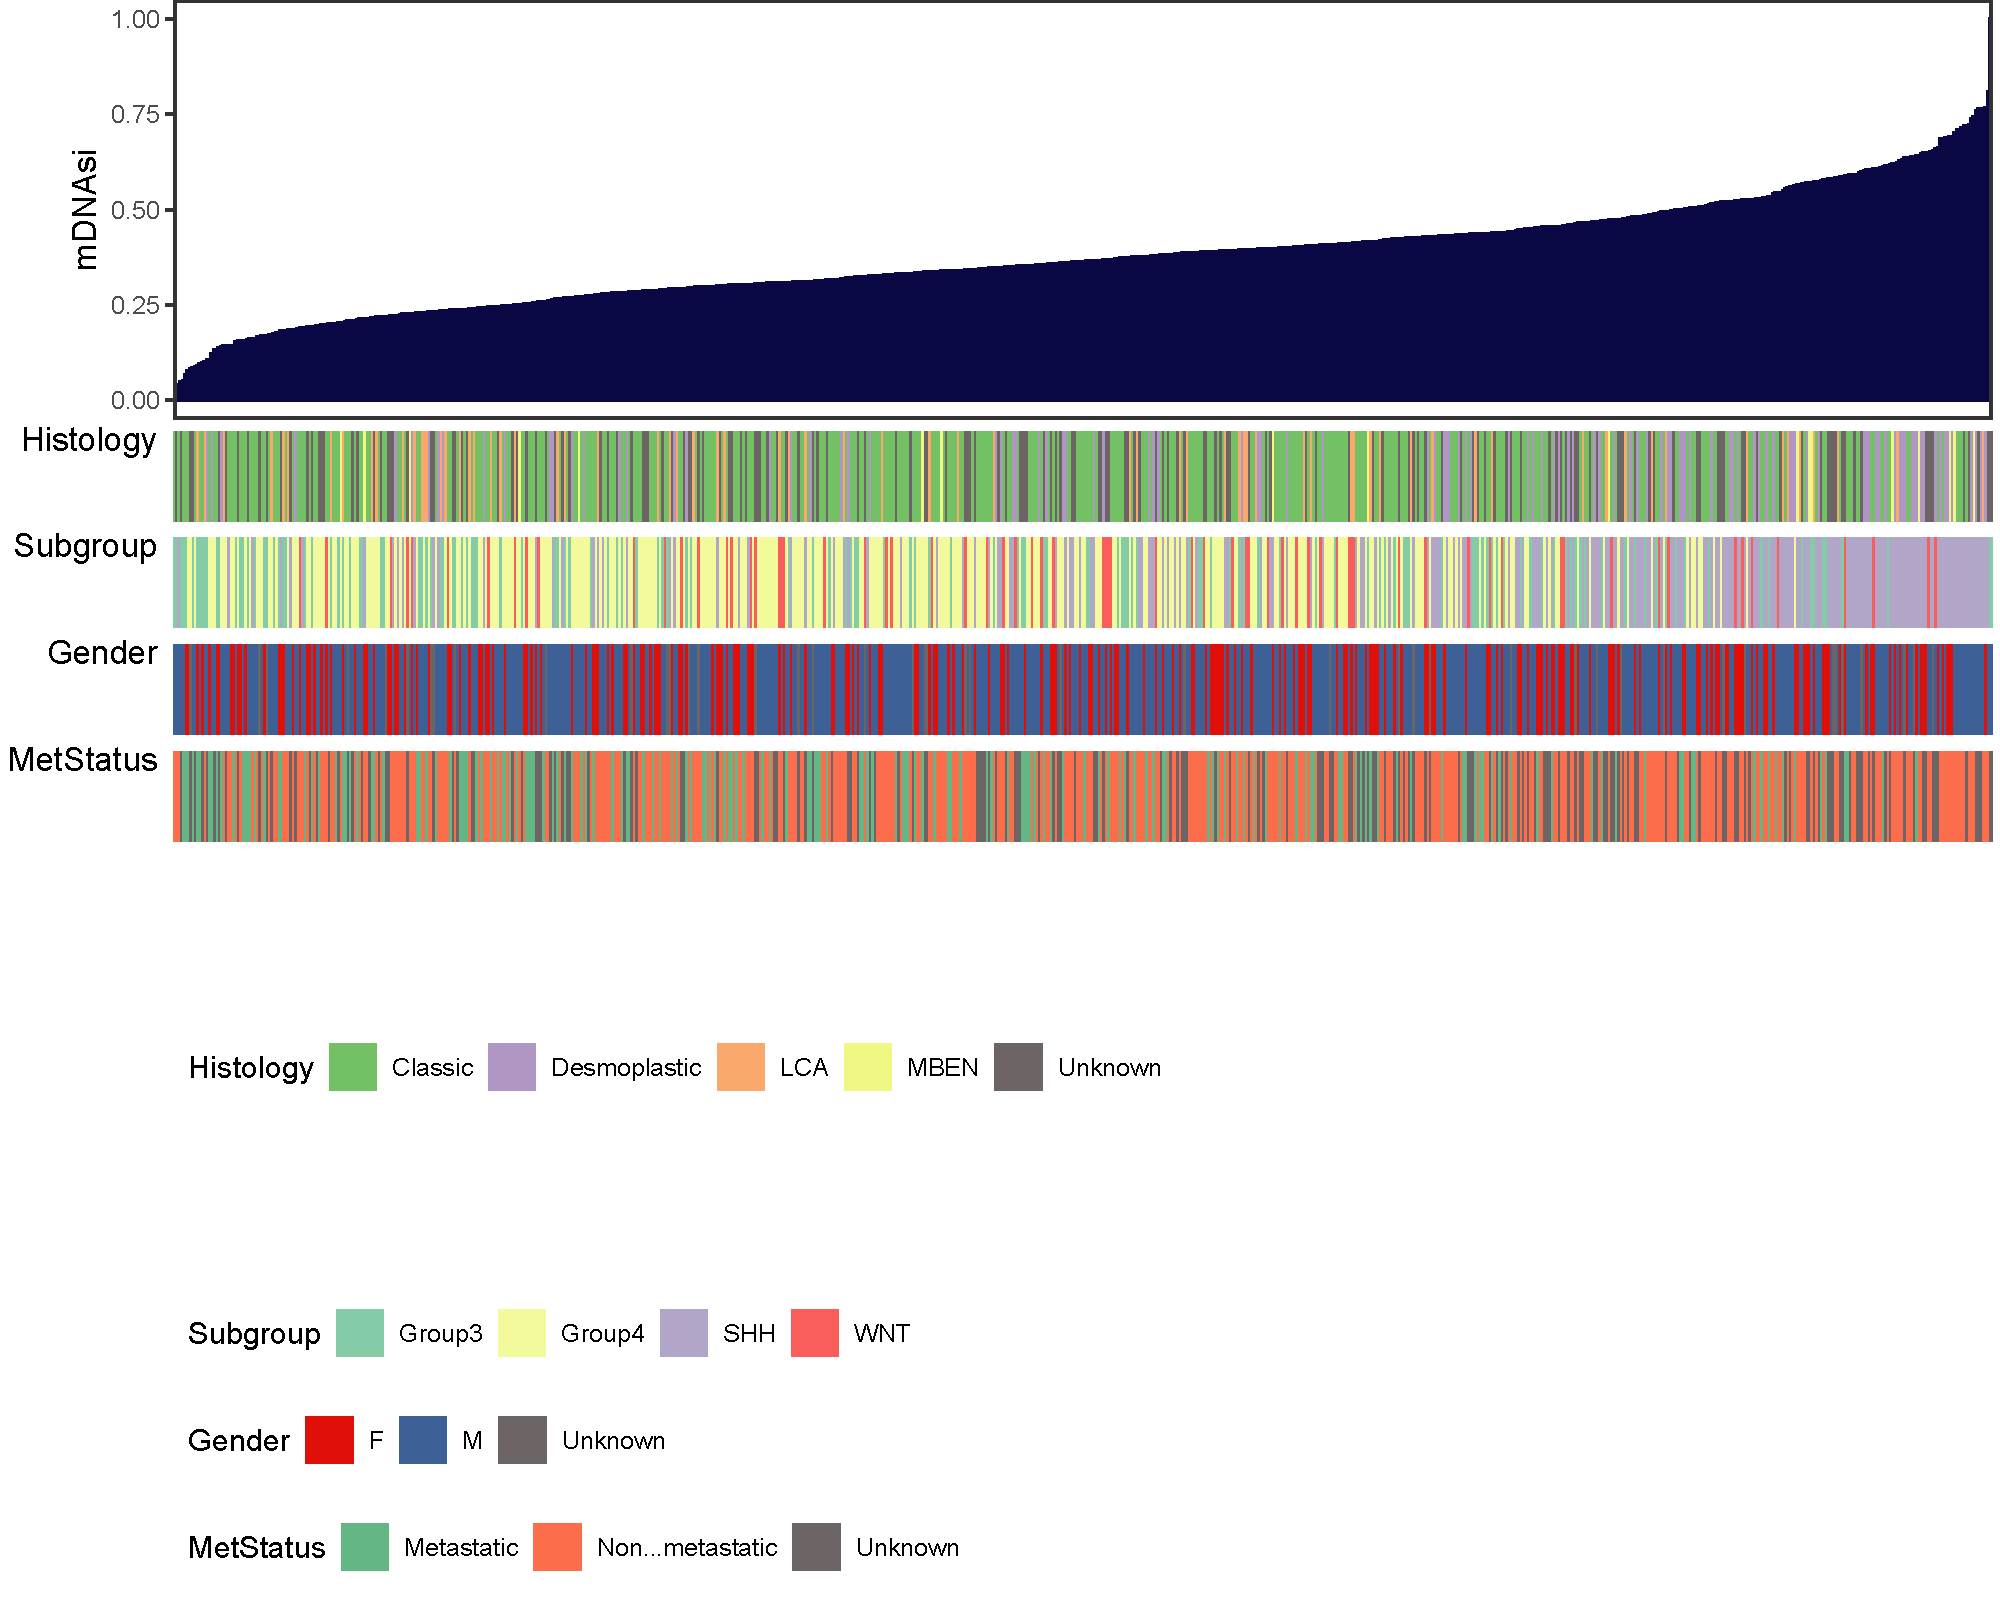 1.00
0.75
0.50
0.25
0.00
mDNAsi
Histology
Subgroup
Gender
MetStatus
Histology Classic Desmoplastic LCA MBEN Unknown
Subgroup Group3 Group4 SHH WNT
Gender F M Unknown
MetStatus Metastatic Non...metastatic Unknown